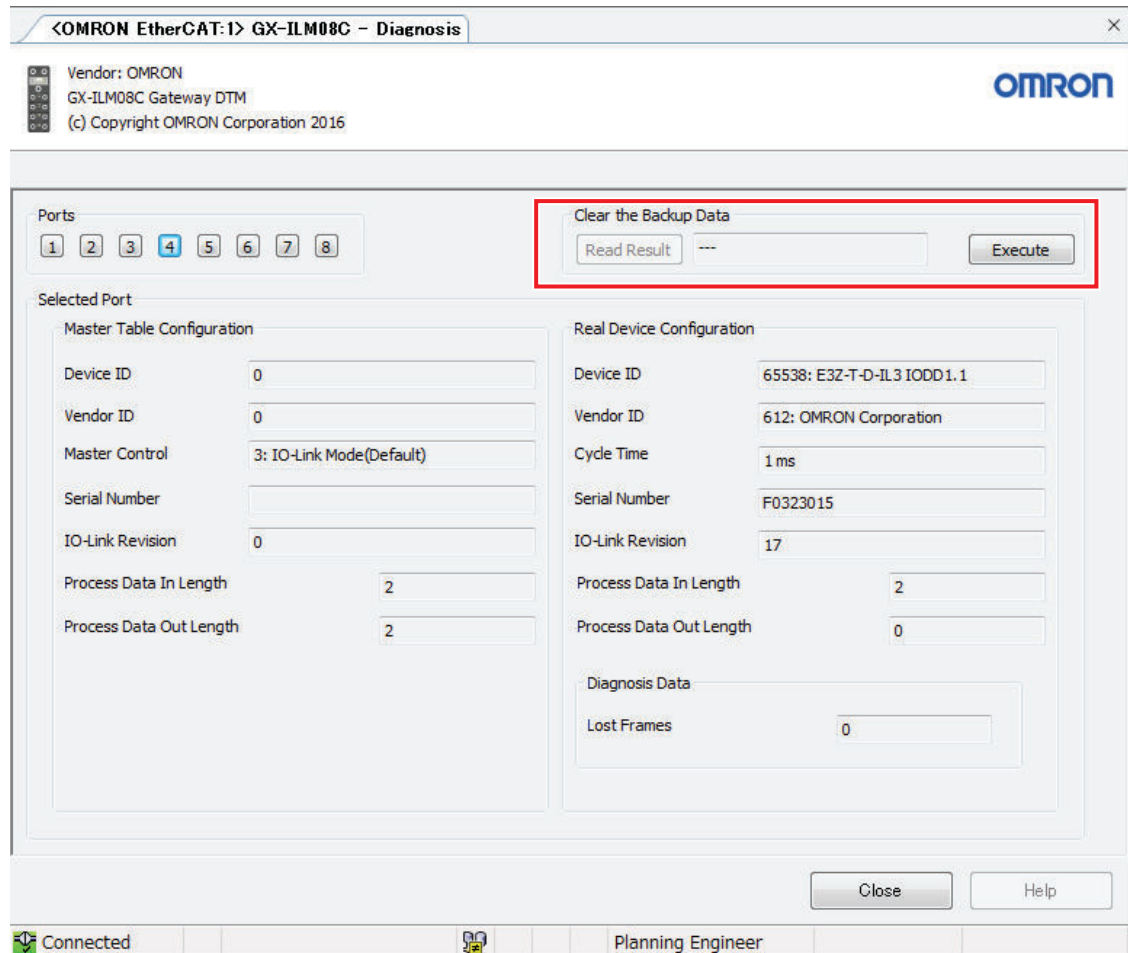 <OMRON EtherCAT:1> GX-ILM08C - Diagnosis
Vendor: OMRON
GX-ILM08C Gateway DTM
(c) Copyright OMRON Corporation 2016
OMRON
Ports
1 2 3 4 5 6 7 8
Clear the Backup Data
Read Result --- Execute
Selected Port
Master Table Configuration
Device ID 0
Vendor ID 0
Master Control 3: IO-Link Mode(Default)
Serial Number
IO-Link Revision 0
Process Data In Length 2
Process Data Out Length 2
Real Device Configuration
Device ID 65538: E3Z-T-D-IL3 IODD1.1
Vendor ID 612: OMRON Corporation
Cycle Time 1 ms
Serial Number F0323015
IO-Link Revision 17
Process Data In Length 2
Process Data Out Length 0
Diagnosis Data
Lost Frames 0
Close Help
Connected Planning Engineer